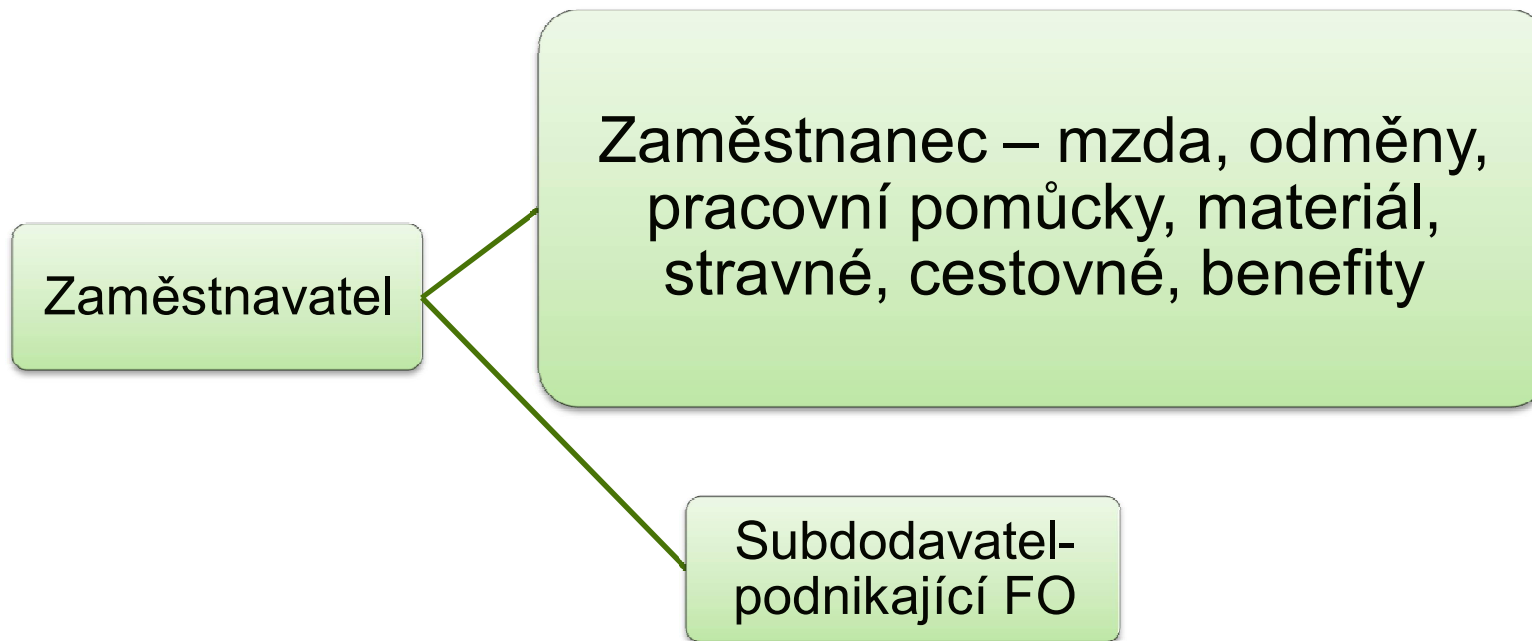 Zaměstnavatel
Zaměstnanec – mzda, odměny,
pracovní pomůcky, materiál,
stravné, cestovné, benefity
Subdodavatel-
podnikající FO